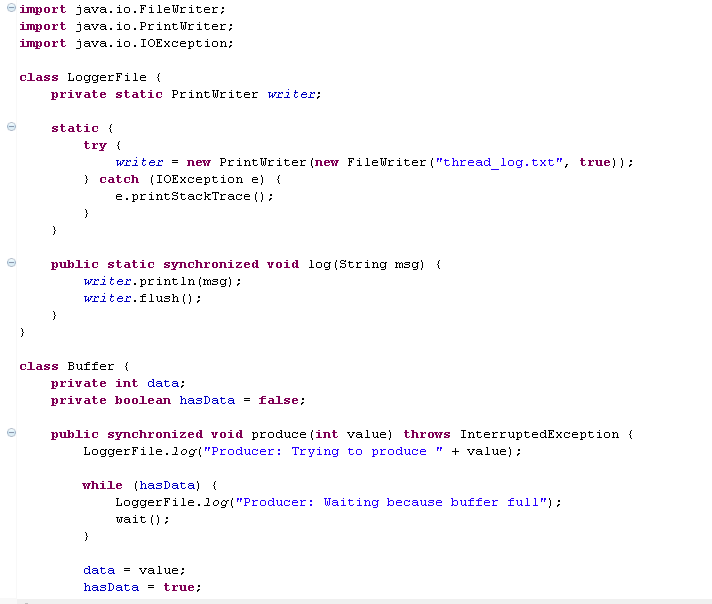 import java.io.FileWriter;
import java.io.PrintWriter;
import java.io.IOException;

class LoggerFile {
    private static PrintWriter writer;

    static {
        try {
            writer = new PrintWriter(new FileWriter("thread_log.txt", true));
        } catch (IOException e) {
            e.printStackTrace();
        }
    }

    public static synchronized void log(String msg) {
        writer.println(msg);
        writer.flush();
    }
}

class Buffer {
    private int data;
    private boolean hasData = false;

    public synchronized void produce(int value) throws InterruptedException {
        LoggerFile.log("Producer: Trying to produce " + value);

        while (hasData) {
            LoggerFile.log("Producer: Waiting because buffer full");
            wait();
        }

        data = value;
        hasData = true;